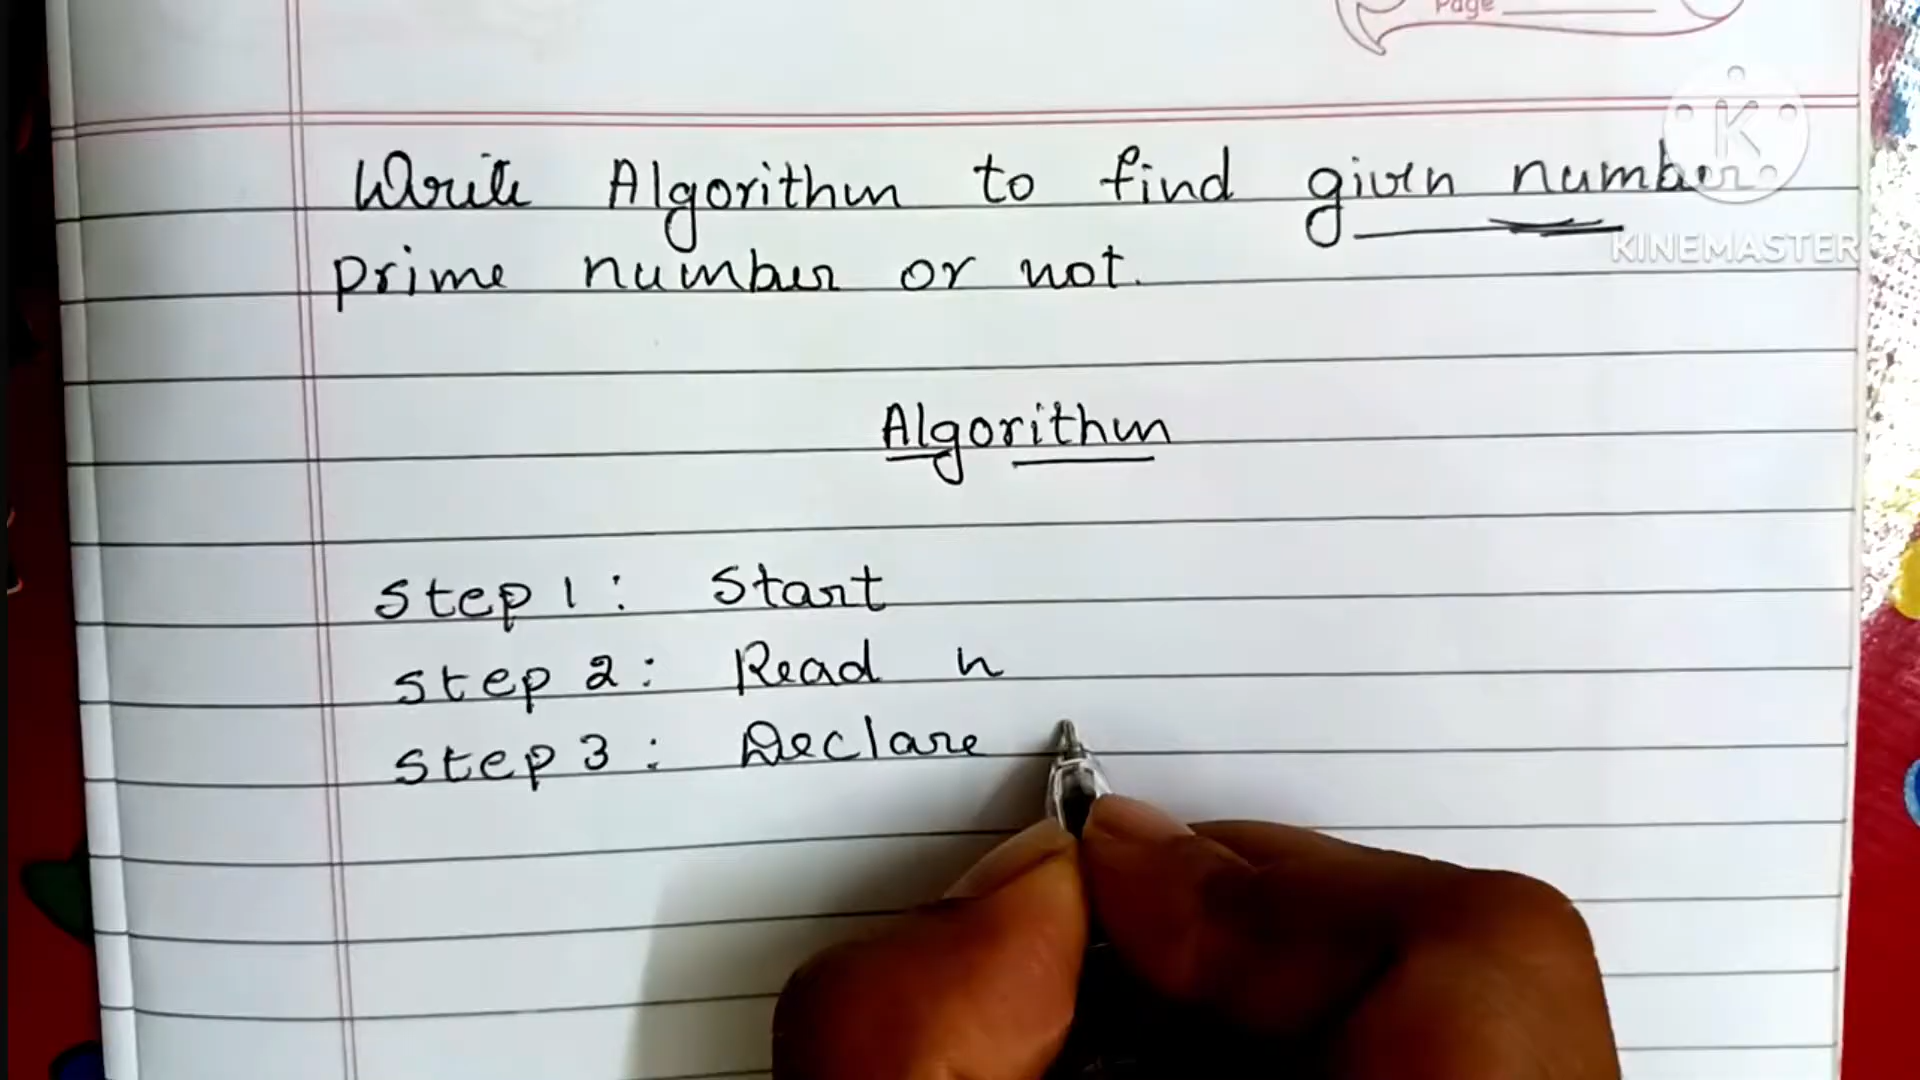 Page
Write Algorithm to find given number
prime number or not.
KINEMASTER
Algorithm
Step 1: Start
Step 2: Read n
Step 3: Declare